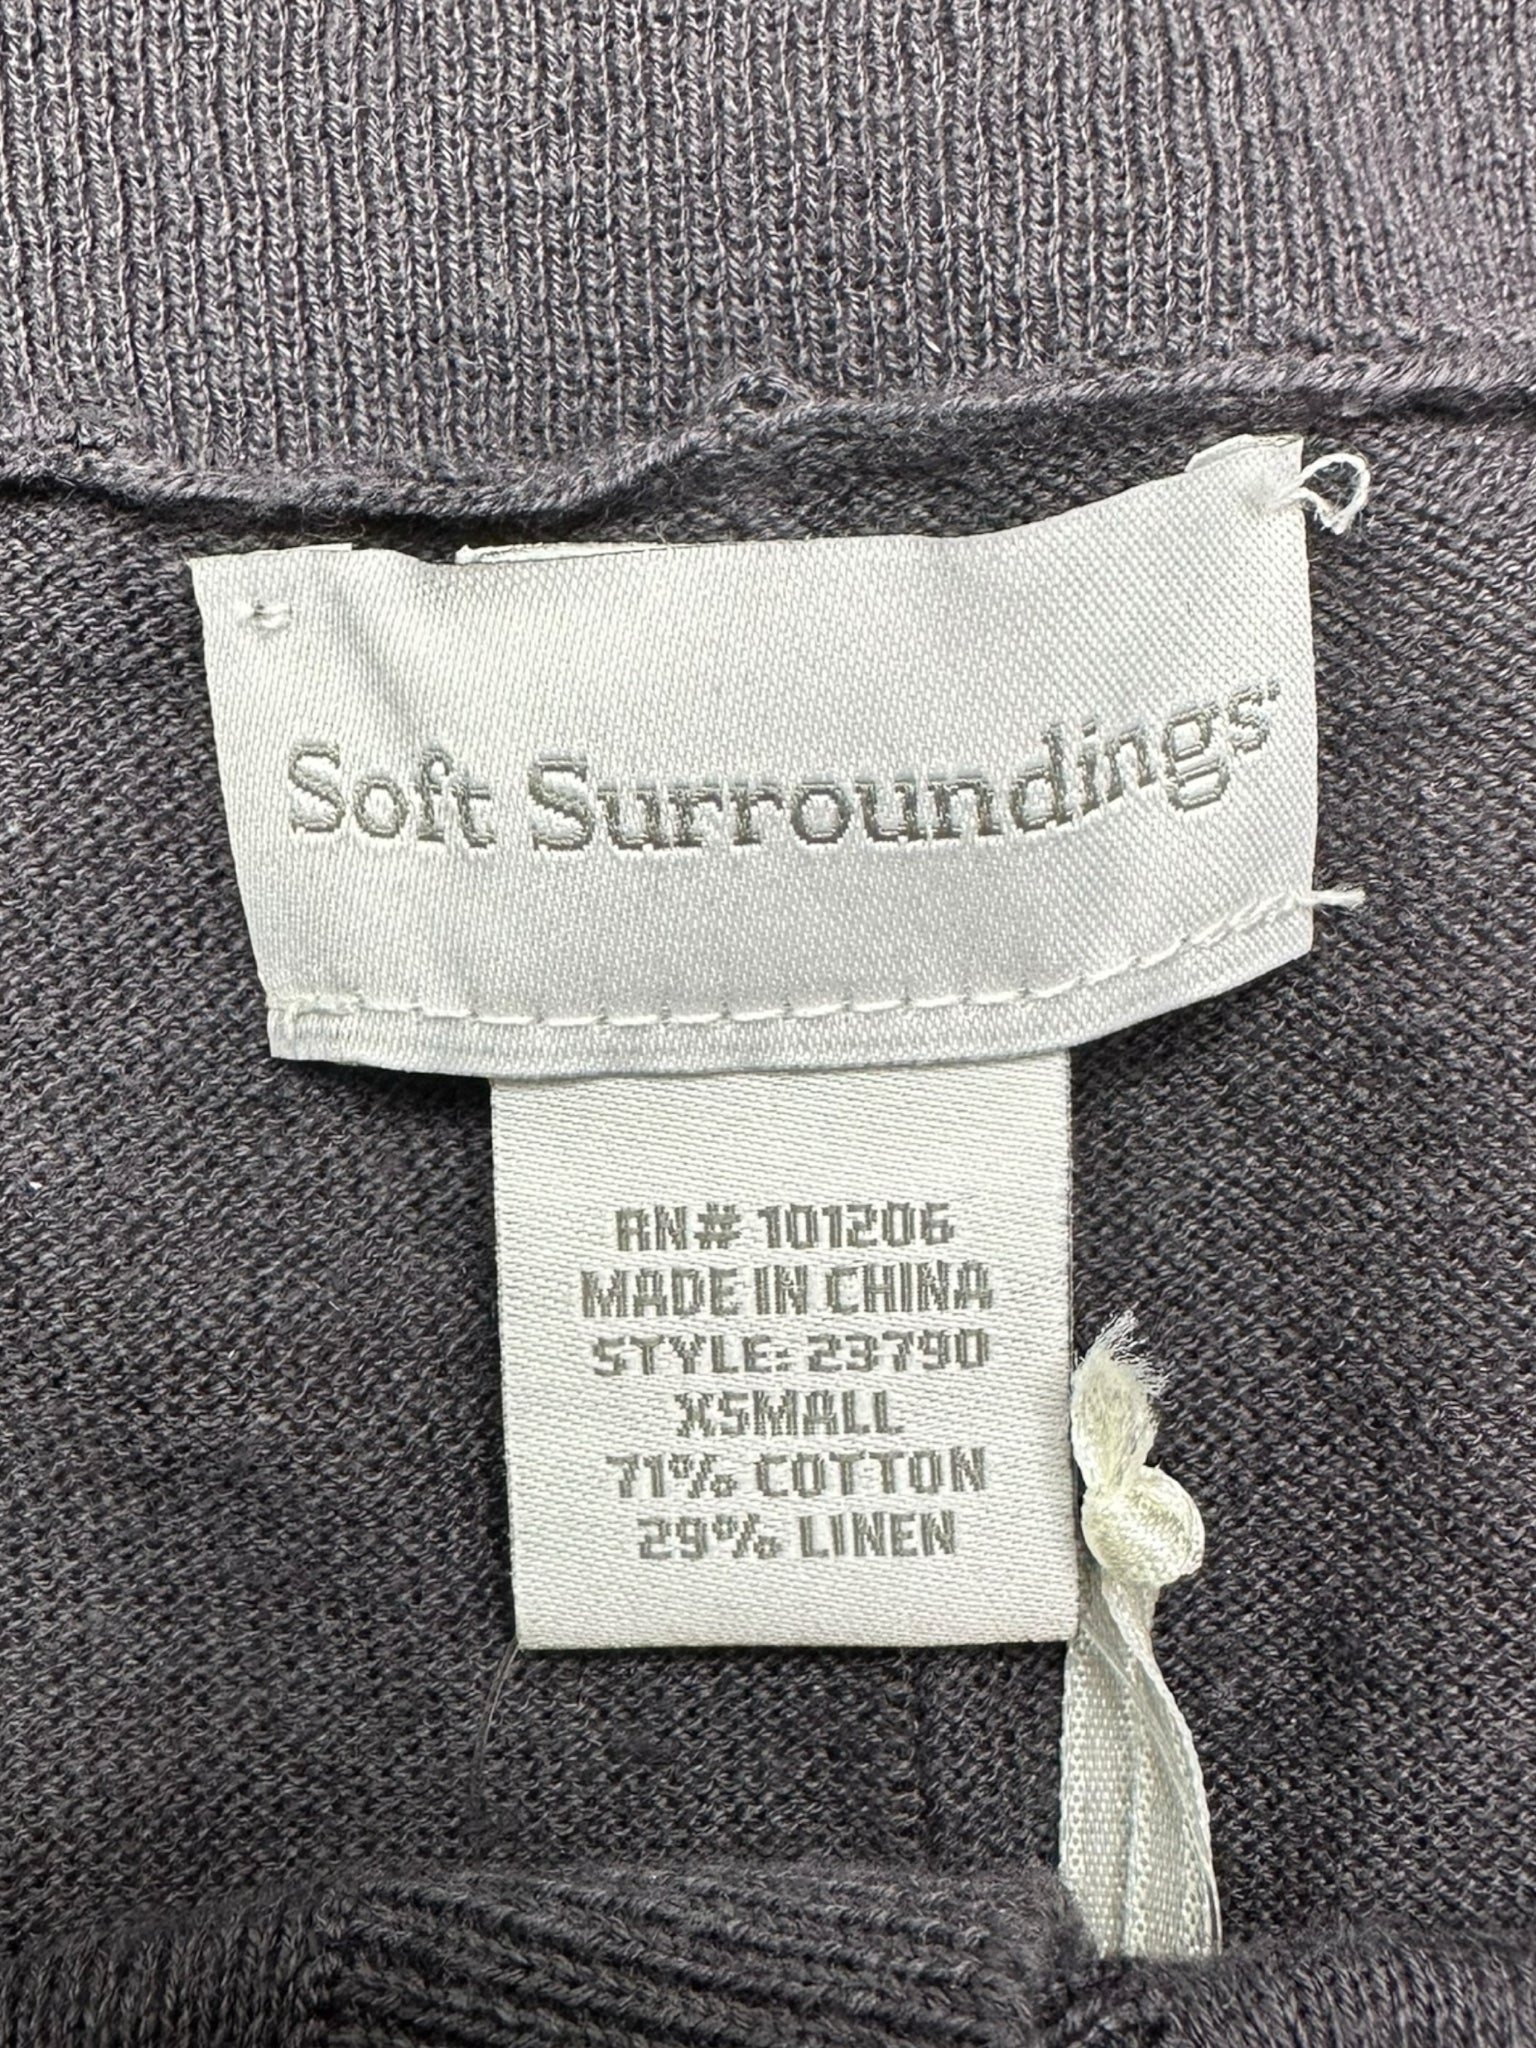 Soft Surroundings
RN# 101206
MADE IN CHINA
STYLE: 23790
XSMALL
71% COTTON
29% LINEN